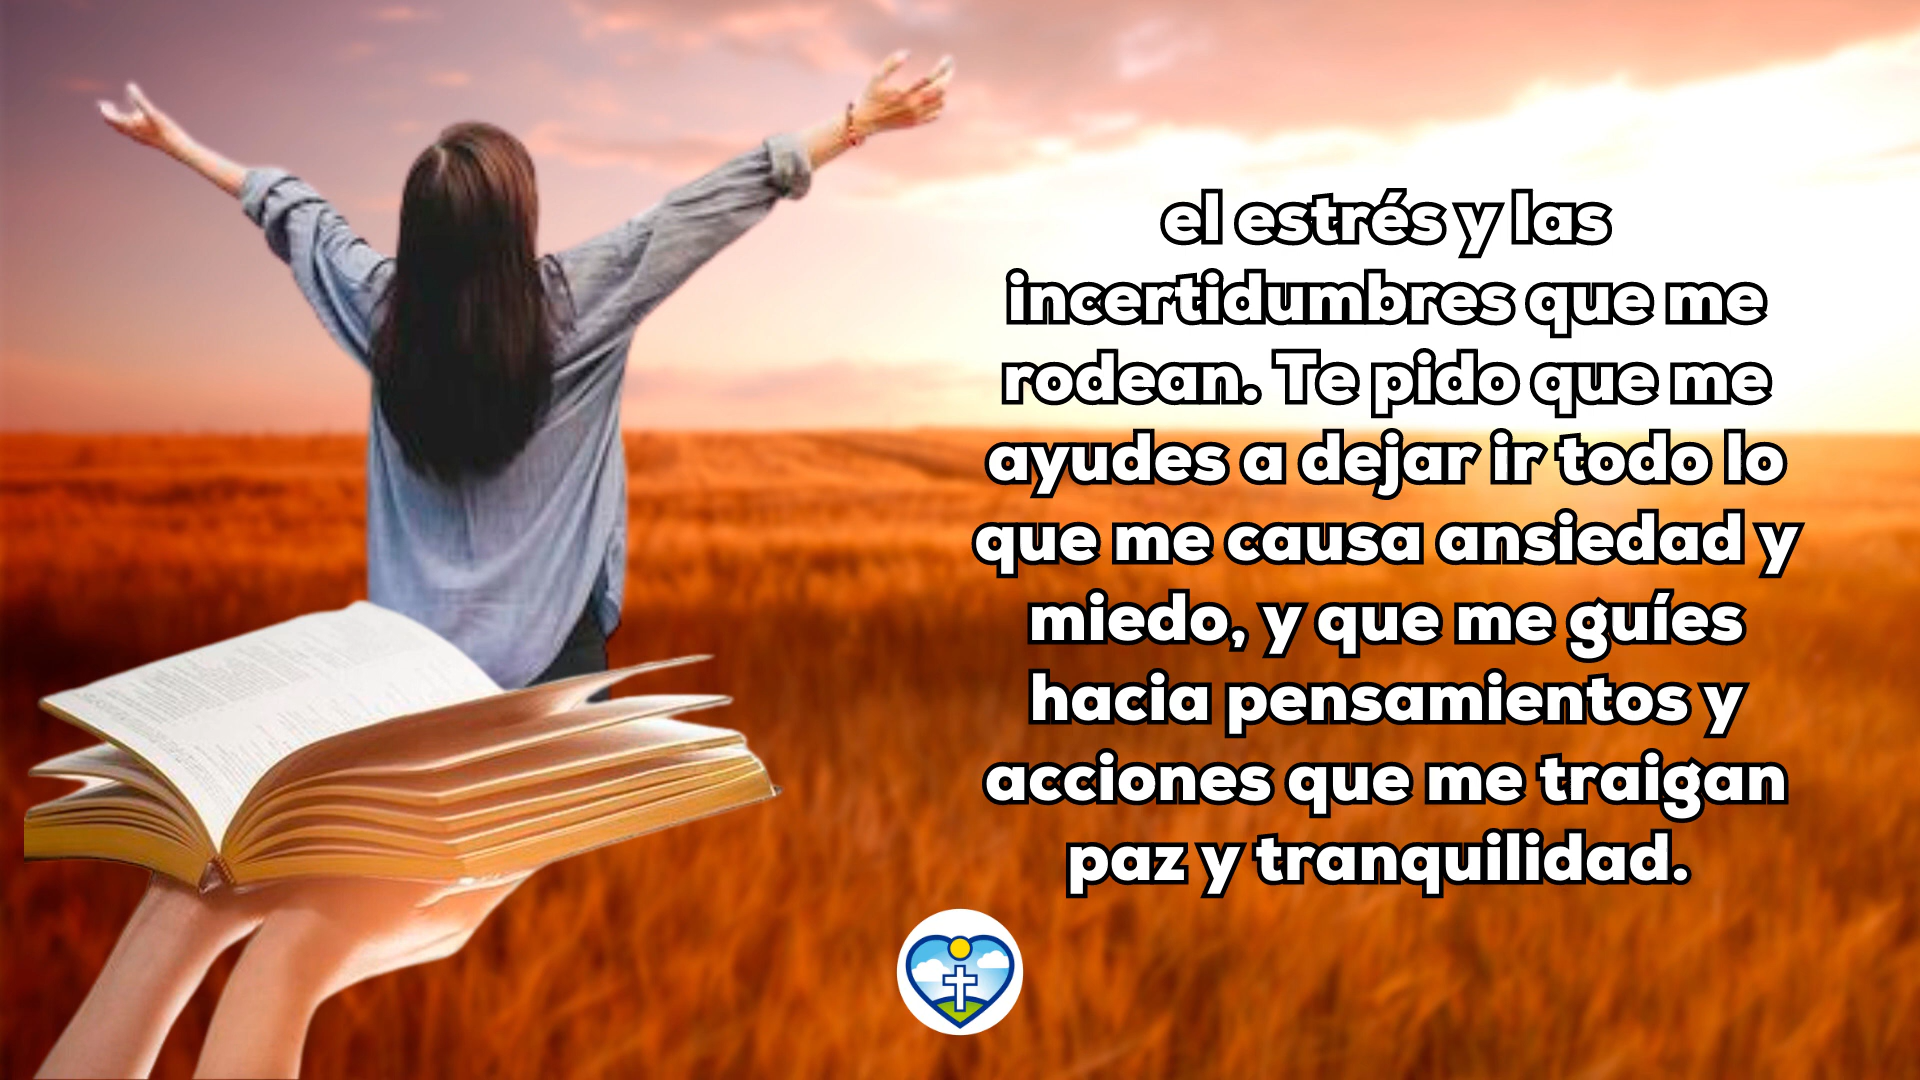 el estrés y las
incertidumbres que me
rodean. Te pido que me
ayudes a dejar ir todo lo
que me causa ansiedad y
miedo, y que me guíes
hacia pensamientos y
acciones que me traigan
paz y tranquilidad.